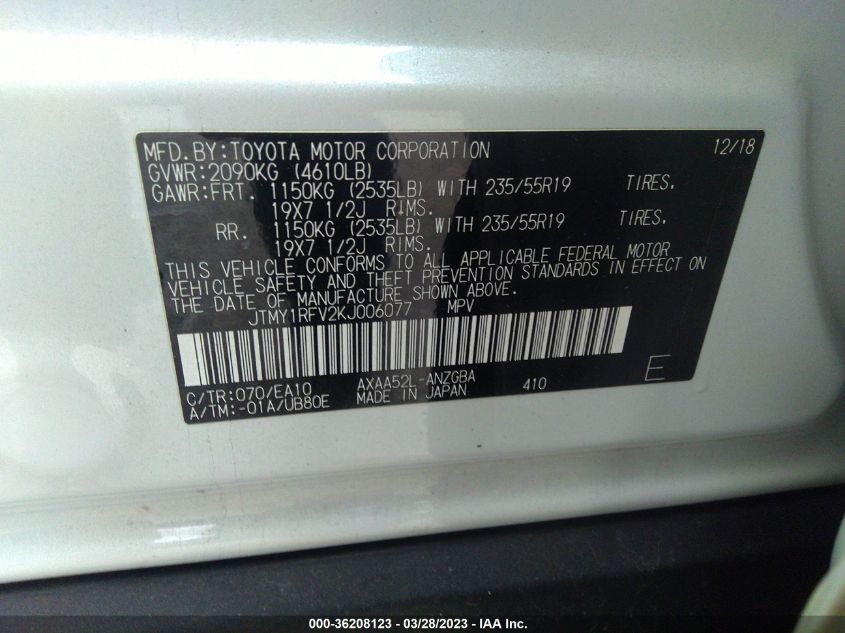 MFD.BY:TOYOTA MOTOR CORPORATION 12/18
GVWR:2090KG (4610LB)
GAWR:FRT. 1150KG (2535LB) WITH 235/55R19 TIRES.
19X7 1/2J RIMS.
RR. 1150KG (2535LB) WITH 235/55R19 TIRES.
19X7 1/2J RIMS.
THIS VEHICLE CONFORMS TO ALL APPLICABLE FEDERAL MOTOR
VEHICLE SAFETY AND THEFT PREVENTION STANDARDS IN EFFECT ON
THE DATE OF MANUFACTURE SHOWN ABOVE.
JTMY1RFV2KJ006077 MPV
C/TR:070/EA10 AXAA52L-ANZGBA 410 E
A/TM:-01A/UB80E MADE IN JAPAN
000-36208123 — 03/28/2023 — IAA Inc.